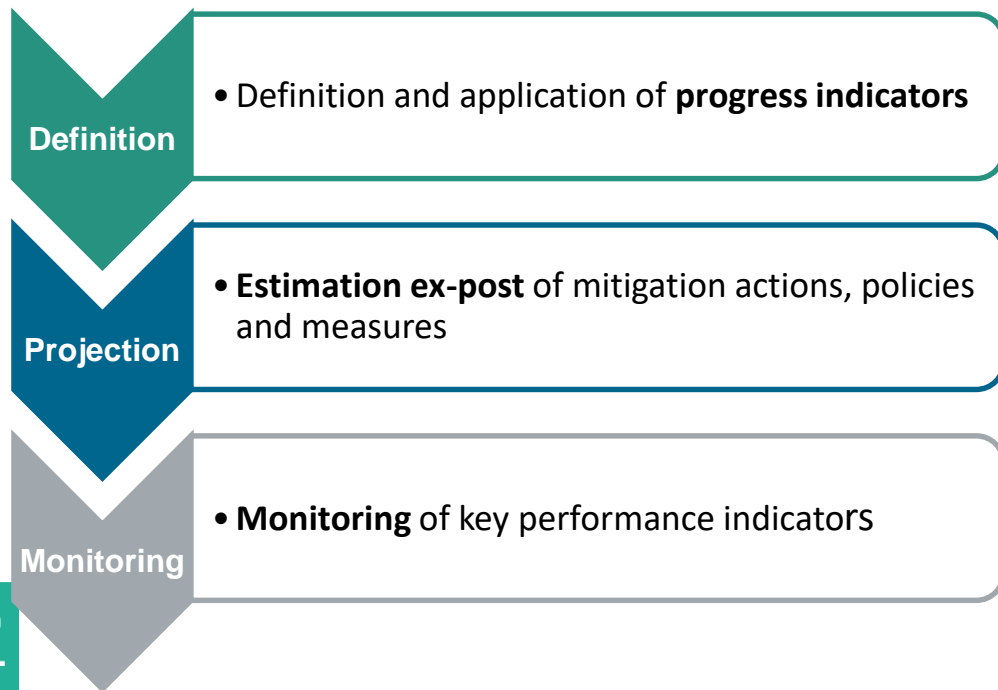 Definition
• Definition and application of progress indicators
Projection
• Estimation ex-post of mitigation actions, policies
and measures
Monitoring
• Monitoring of key performance indicators